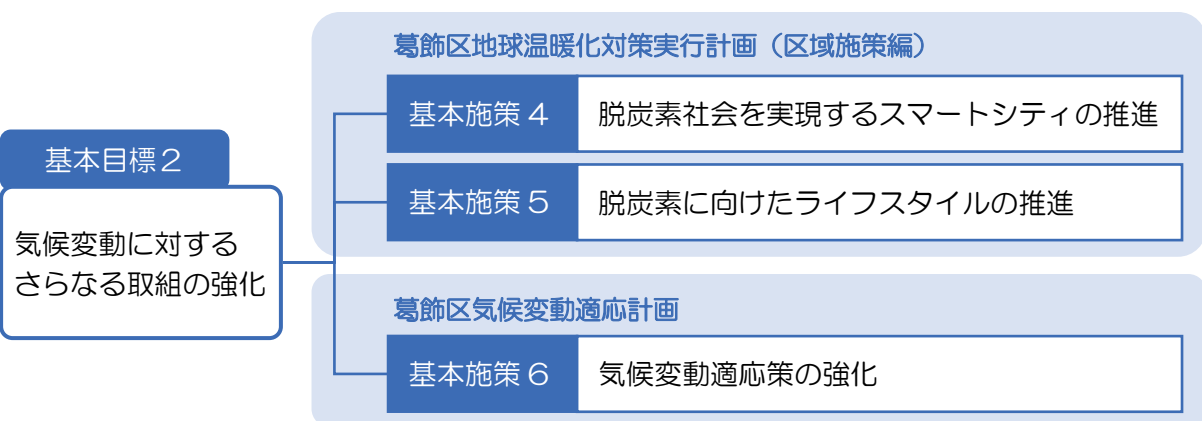 葛飾区地球温暖化対策実行計画（区域施策編）
基本施策４ 脱炭素社会を実現するスマートシティの推進
基本目標２
基本施策５ 脱炭素に向けたライフスタイルの推進
気候変動に対する
さらなる取組の強化
葛飾区気候変動適応計画
基本施策６ 気候変動適応策の強化